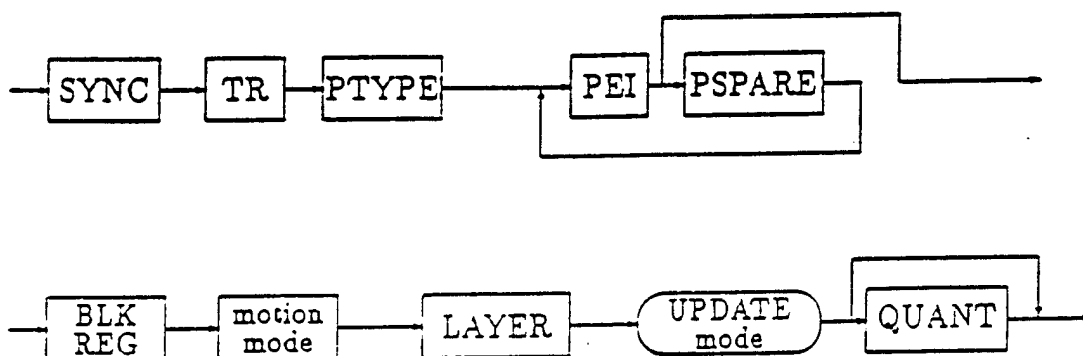 SYNC
TR
PTYPE
PEI
PSPARE
BLK
REG
motion
mode
LAYER
UPDATE
mode
QUANT